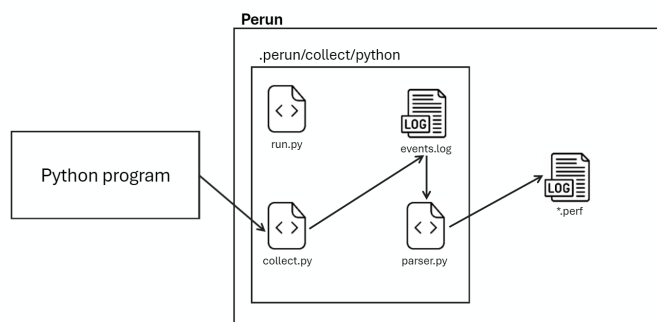 Perun
.perun/collect/python
LOG
run.py
events.log
LOG
Python program
*.perf
collect.py
parser.py